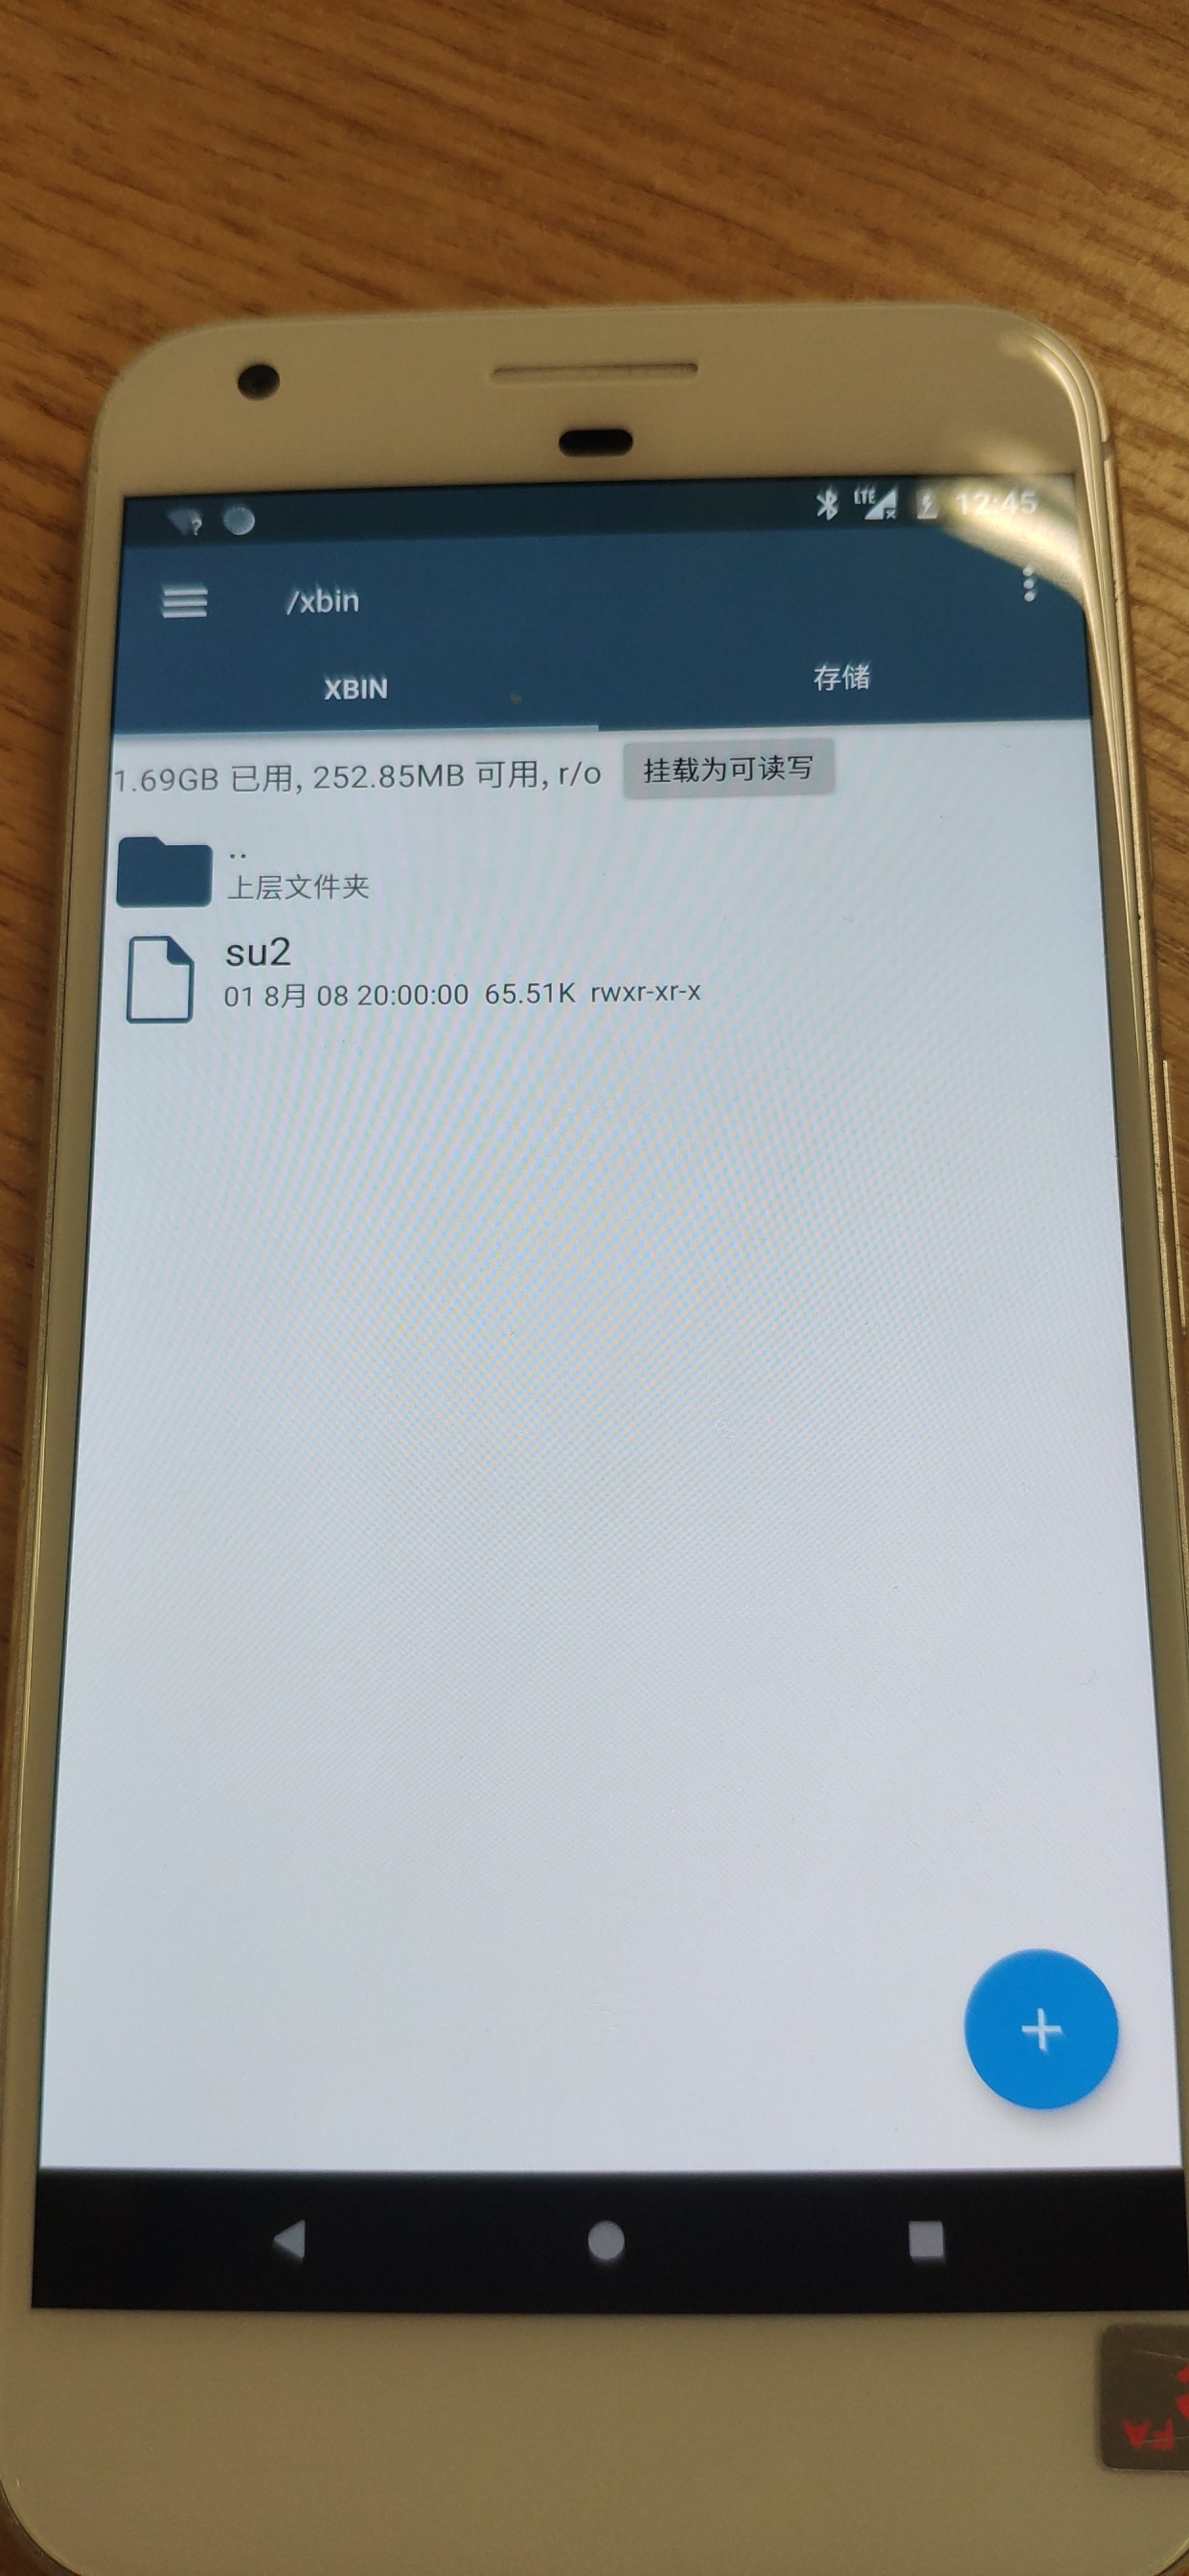 LTE 12:45
/xbin
XBIN 存储
1.69GB 已用, 252.85MB 可用, r/o 挂载为可读写
..
上层文件夹
su2
01 8月 08 20:00:00 65.51K rwxr-xr-x
FA